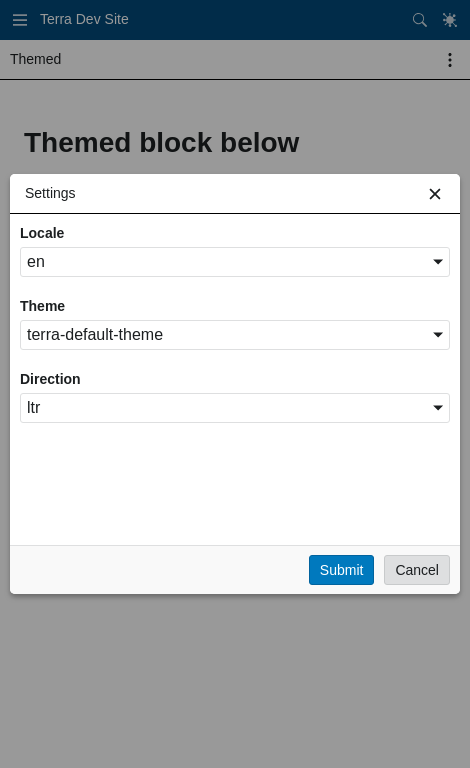 Terra Dev Site
Themed
Themed block below
Settings
Locale
en
Theme
terra-default-theme
Direction
ltr
Submit Cancel